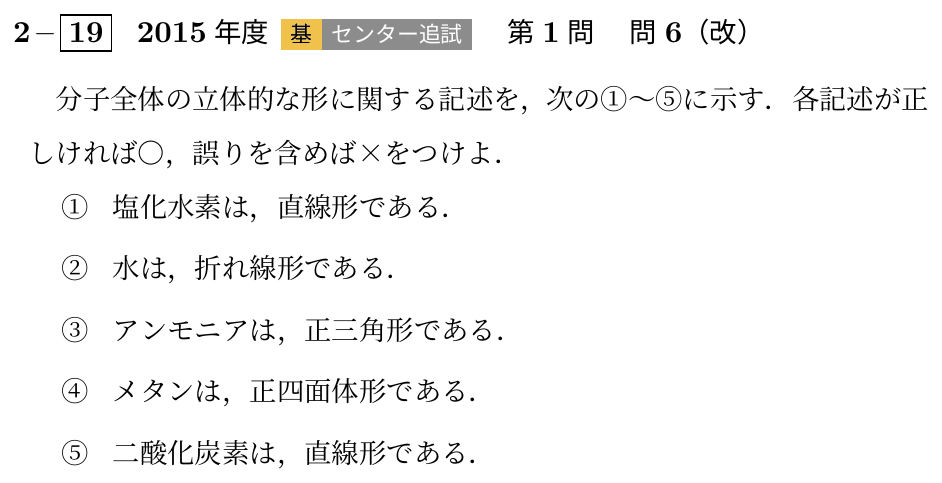 2－19　2015 年度　基 センター追試　第 1 問　問 6（改）
分子全体の立体的な形に関する記述を，次の①～⑤に示す．各記述が正
しければ○，誤りを含めば×をつけよ．
①　塩化水素は，直線形である．
②　水は，折れ線形である．
③　アンモニアは，正三角形である．
④　メタンは，正四面体形である．
⑤　二酸化炭素は，直線形である．